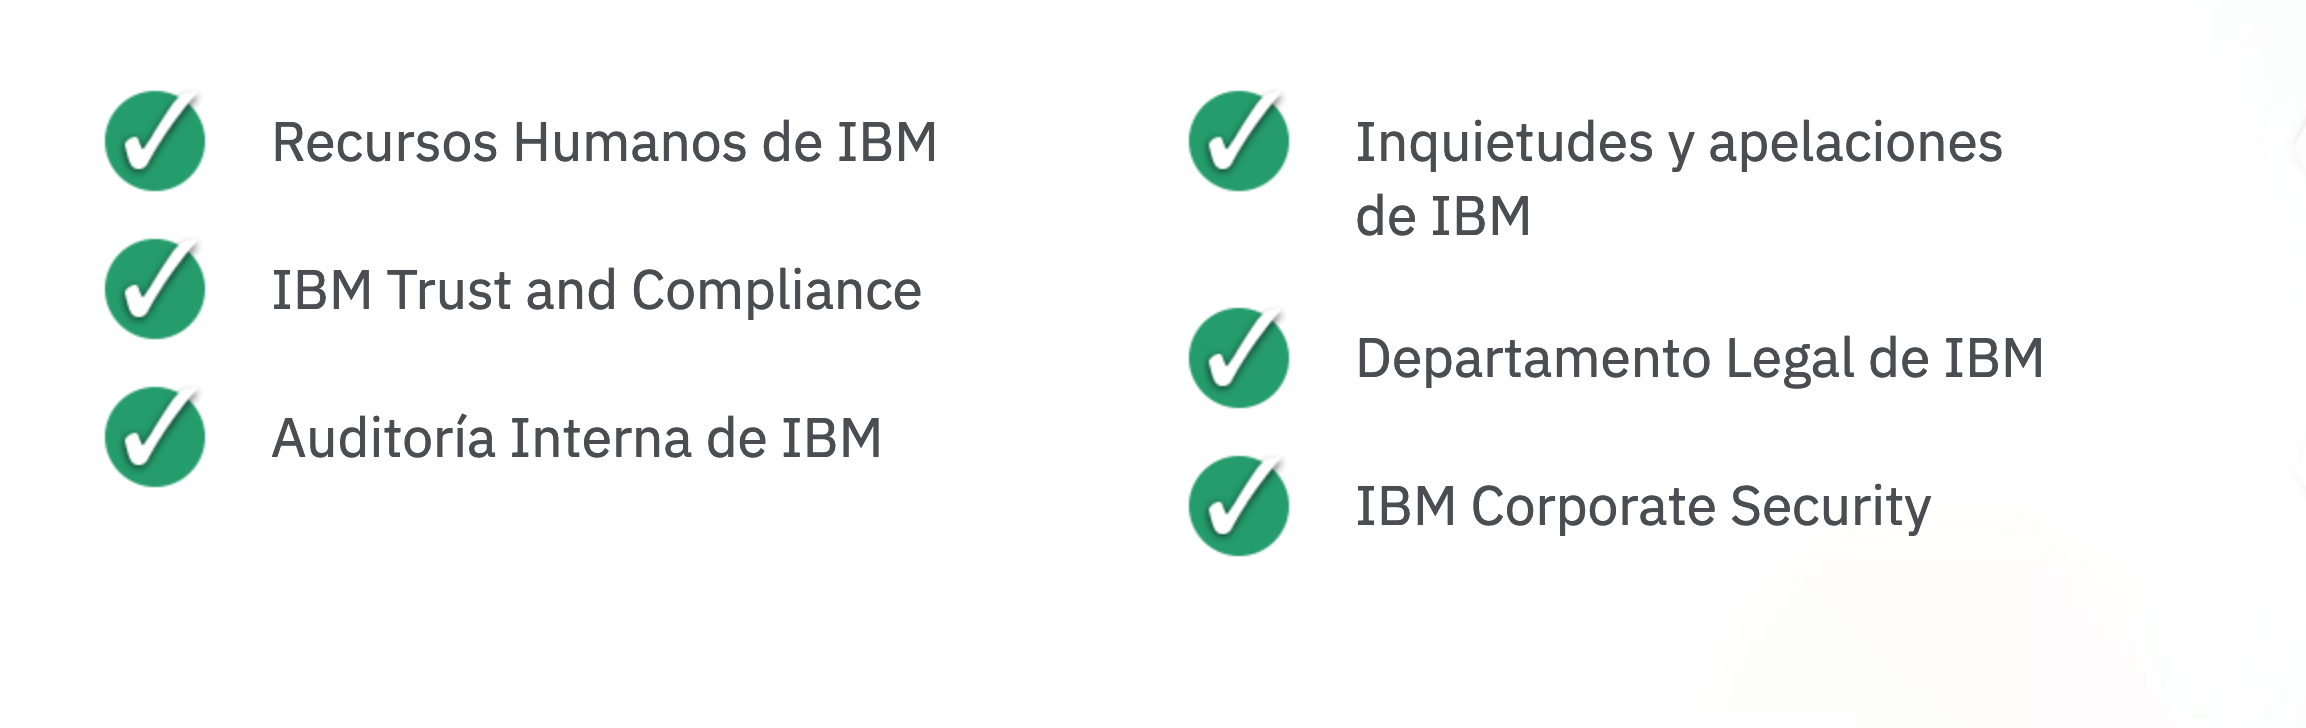 Recursos Humanos de IBM
IBM Trust and Compliance
Auditoría Interna de IBM
Inquietudes y apelaciones
de IBM
Departamento Legal de IBM
IBM Corporate Security